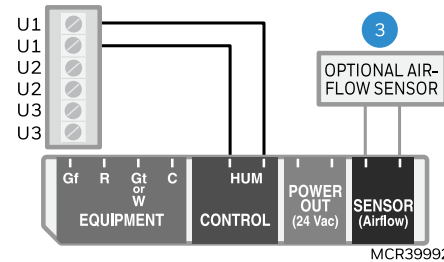 U1
U1
U2
U2
U3
U3
3
OPTIONAL AIR-
FLOW SENSOR
Gf R Gt or W C
EQUIPMENT
HUM
CONTROL
POWER
OUT
(24 Vac)
SENSOR
(Airflow)
MCR39992